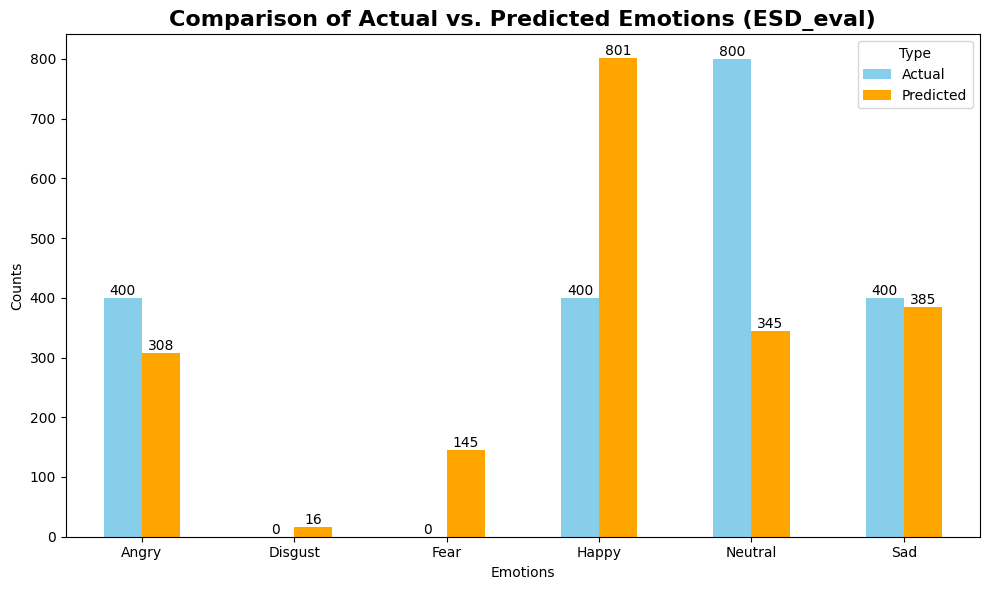 Comparison of Actual vs. Predicted Emotions (ESD_eval)
Type
Actual
Predicted
Counts
800
700
600
500
400
300
200
100
0
400
308
0
16
0
145
400
801
800
345
400
385
Angry
Disgust
Fear
Happy
Neutral
Sad
Emotions